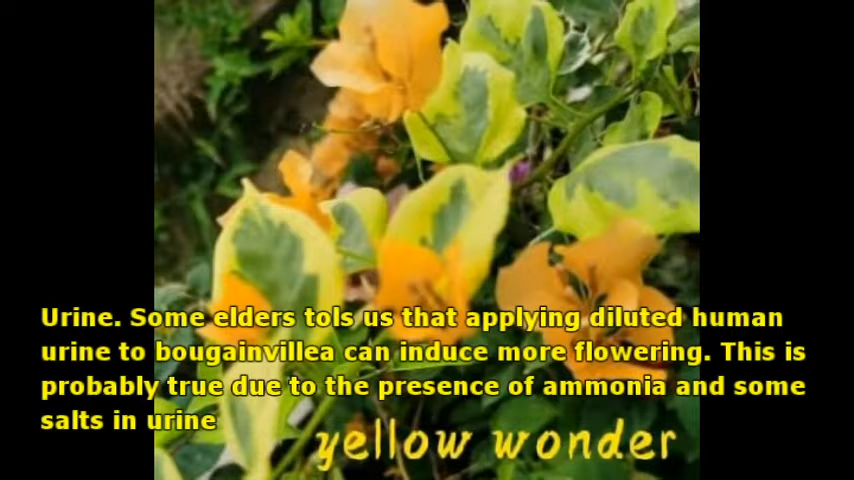 Urine. Some elders tols us that applying diluted human
urine to bougainvillea can induce more flowering. This is
probably true due to the presence of ammonia and some
salts in urine
yellow wonder